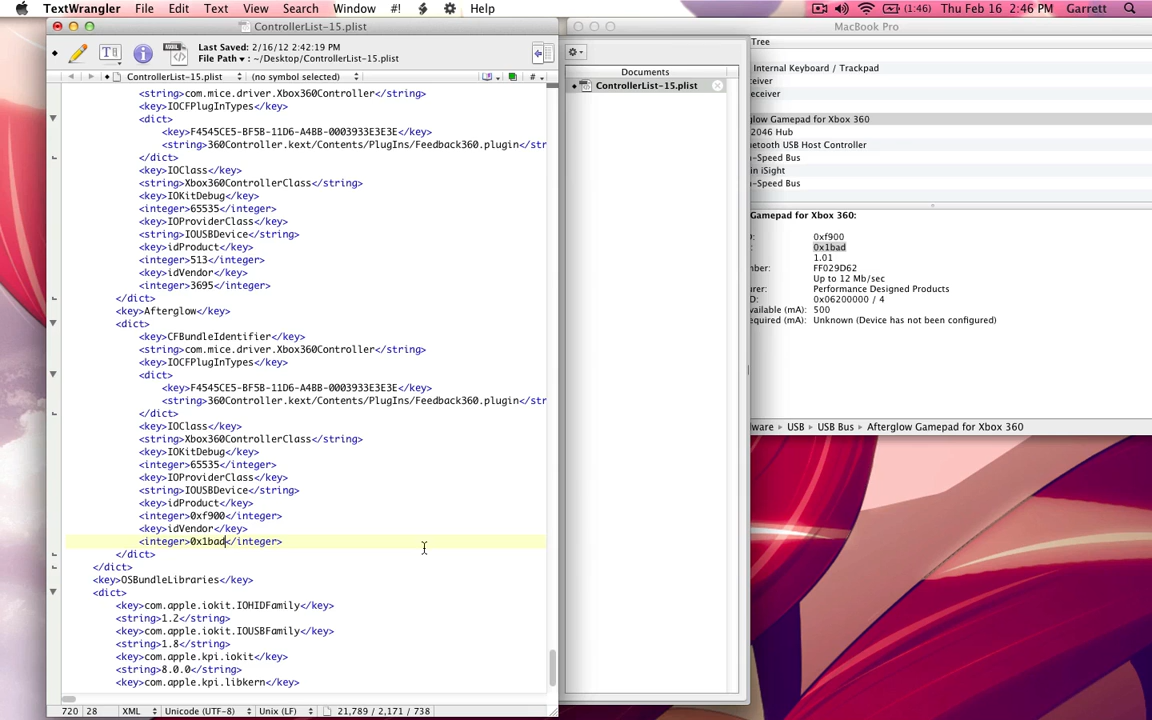 TextWrangler File Edit Text View Search Window #! Help (1:46) Thu Feb 16 2:46 PM Garrett
ControllerList-15.plist
Last Saved: 2/16/12 2:42:19 PM
File Path ▾ : ~/Desktop/ControllerList-15.plist
ControllerList-15.plist (no symbol selected) #
<string>com.mice.driver.Xbox360Controller</string>
<key>IOCFPlugInTypes</key>
<dict>
<key>F4545CE5-BF5B-11D6-A4BB-0003933E3E3E</key>
<string>360Controller.kext/Contents/PlugIns/Feedback360.plugin</str
</dict>
<key>IOClass</key>
<string>Xbox360ControllerClass</string>
<key>IOKitDebug</key>
<integer>65535</integer>
<key>IOProviderClass</key>
<string>IOUSBDevice</string>
<key>idProduct</key>
<integer>513</integer>
<key>idVendor</key>
<integer>3695</integer>
</dict>
<key>Afterglow</key>
<dict>
<key>CFBundleIdentifier</key>
<string>com.mice.driver.Xbox360Controller</string>
<key>IOCFPlugInTypes</key>
<dict>
<key>F4545CE5-BF5B-11D6-A4BB-0003933E3E3E</key>
<string>360Controller.kext/Contents/PlugIns/Feedback360.plugin</str
</dict>
<key>IOClass</key>
<string>Xbox360ControllerClass</string>
<key>IOKitDebug</key>
<integer>65535</integer>
<key>IOProviderClass</key>
<string>IOUSBDevice</string>
<key>idProduct</key>
<integer>0xf900</integer>
<key>idVendor</key>
<integer>0x1bad</integer>
</dict>
</dict>
<key>OSBundleLibraries</key>
<dict>
<key>com.apple.iokit.IOHIDFamily</key>
<string>1.2</string>
<key>com.apple.iokit.IOUSBFamily</key>
<string>1.8</string>
<key>com.apple.kpi.iokit</key>
<string>8.0.0</string>
<key>com.apple.kpi.libkern</key>
720 28 XML Unicode (UTF-8) Unix (LF) 21,789 / 2,171 / 738
Documents
ControllerList-15.plist
MacBook Pro
Tree
Internal Keyboard / Trackpad
ceiver
eceiver
glow Gamepad for Xbox 360
2046 Hub
etooth USB Host Controller
-Speed Bus
in iSight
-Speed Bus
Gamepad for Xbox 360:
D: 0xf900
: 0x1bad
1.01
mber: FF029D62
Up to 12 Mb/sec
urer: Performance Designed Products
D: 0x06200000 / 4
vailable (mA): 500
equired (mA): Unknown (Device has not been configured)
ware ▸ USB ▸ USB Bus ▸ Afterglow Gamepad for Xbox 360